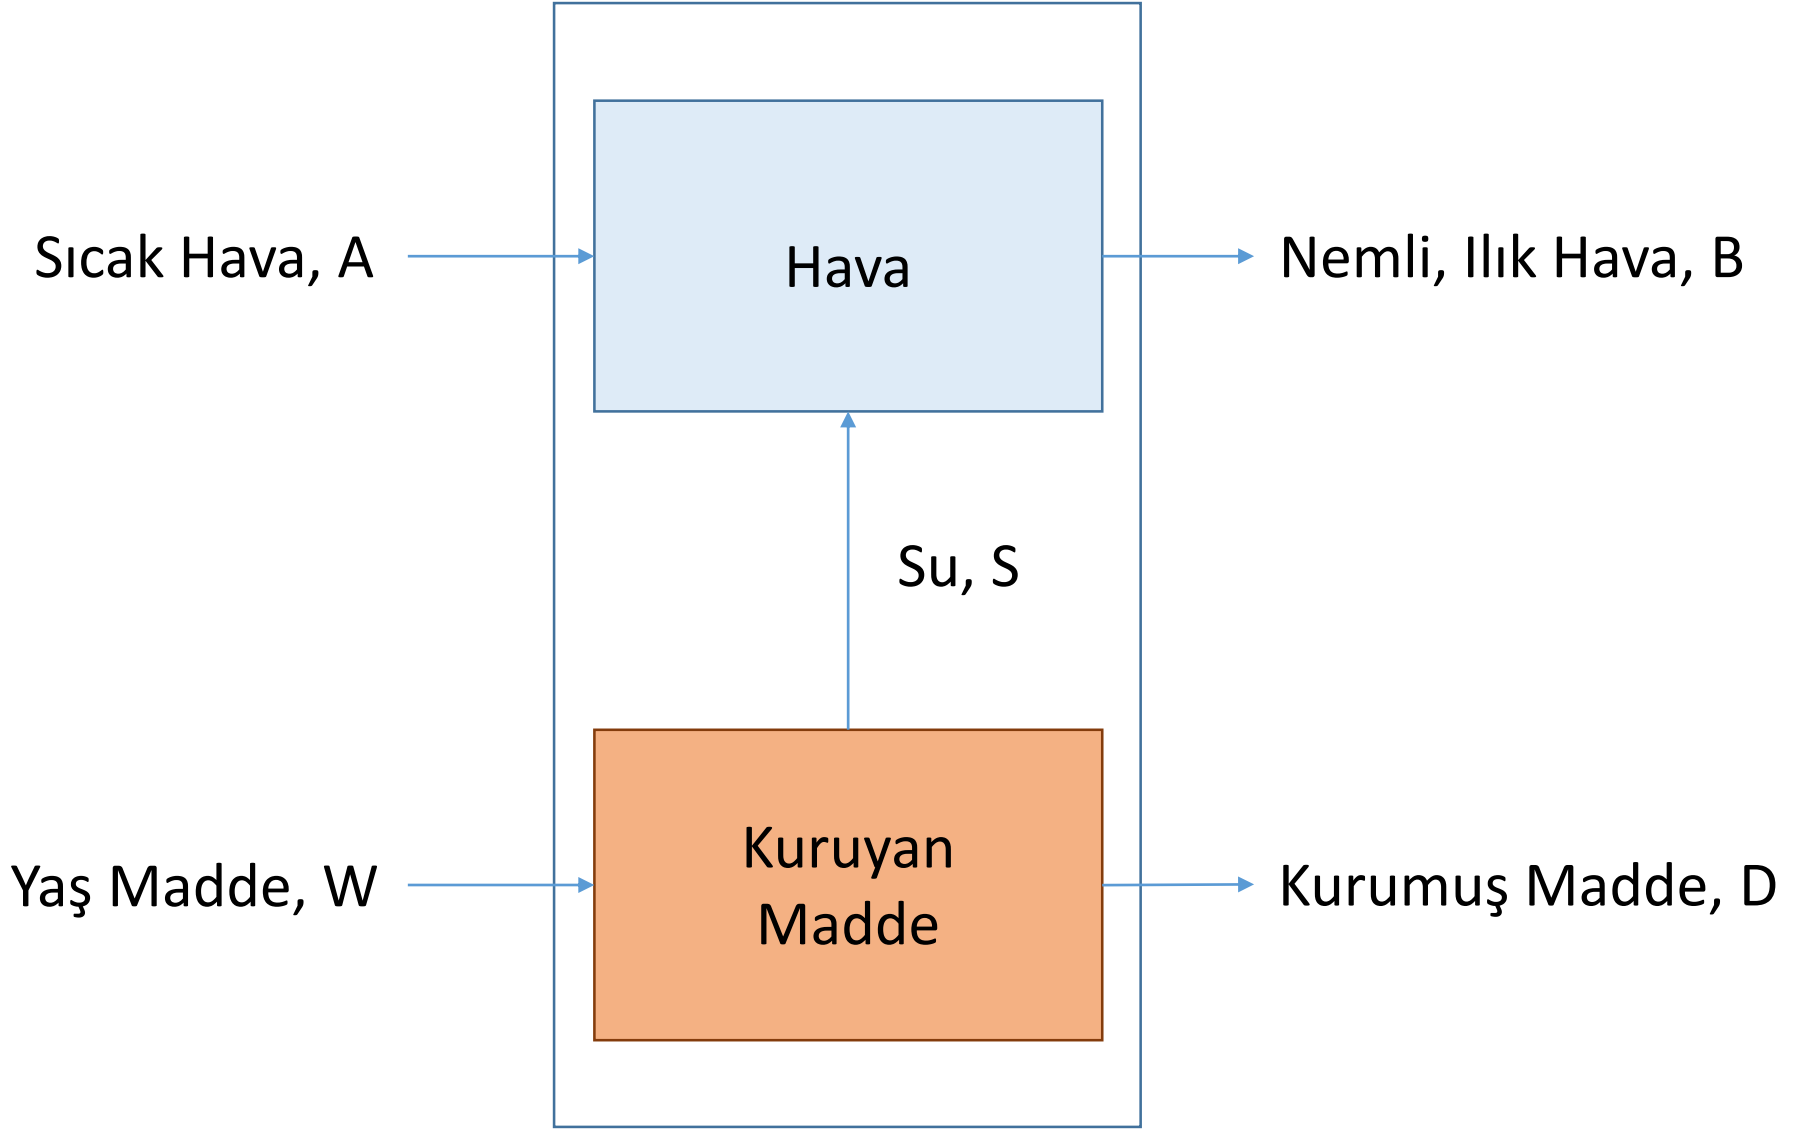 Sıcak Hava, A
Hava
Nemli, Ilık Hava, B
Su, S
Yaş Madde, W
Kuruyan
Madde
Kurumuş Madde, D